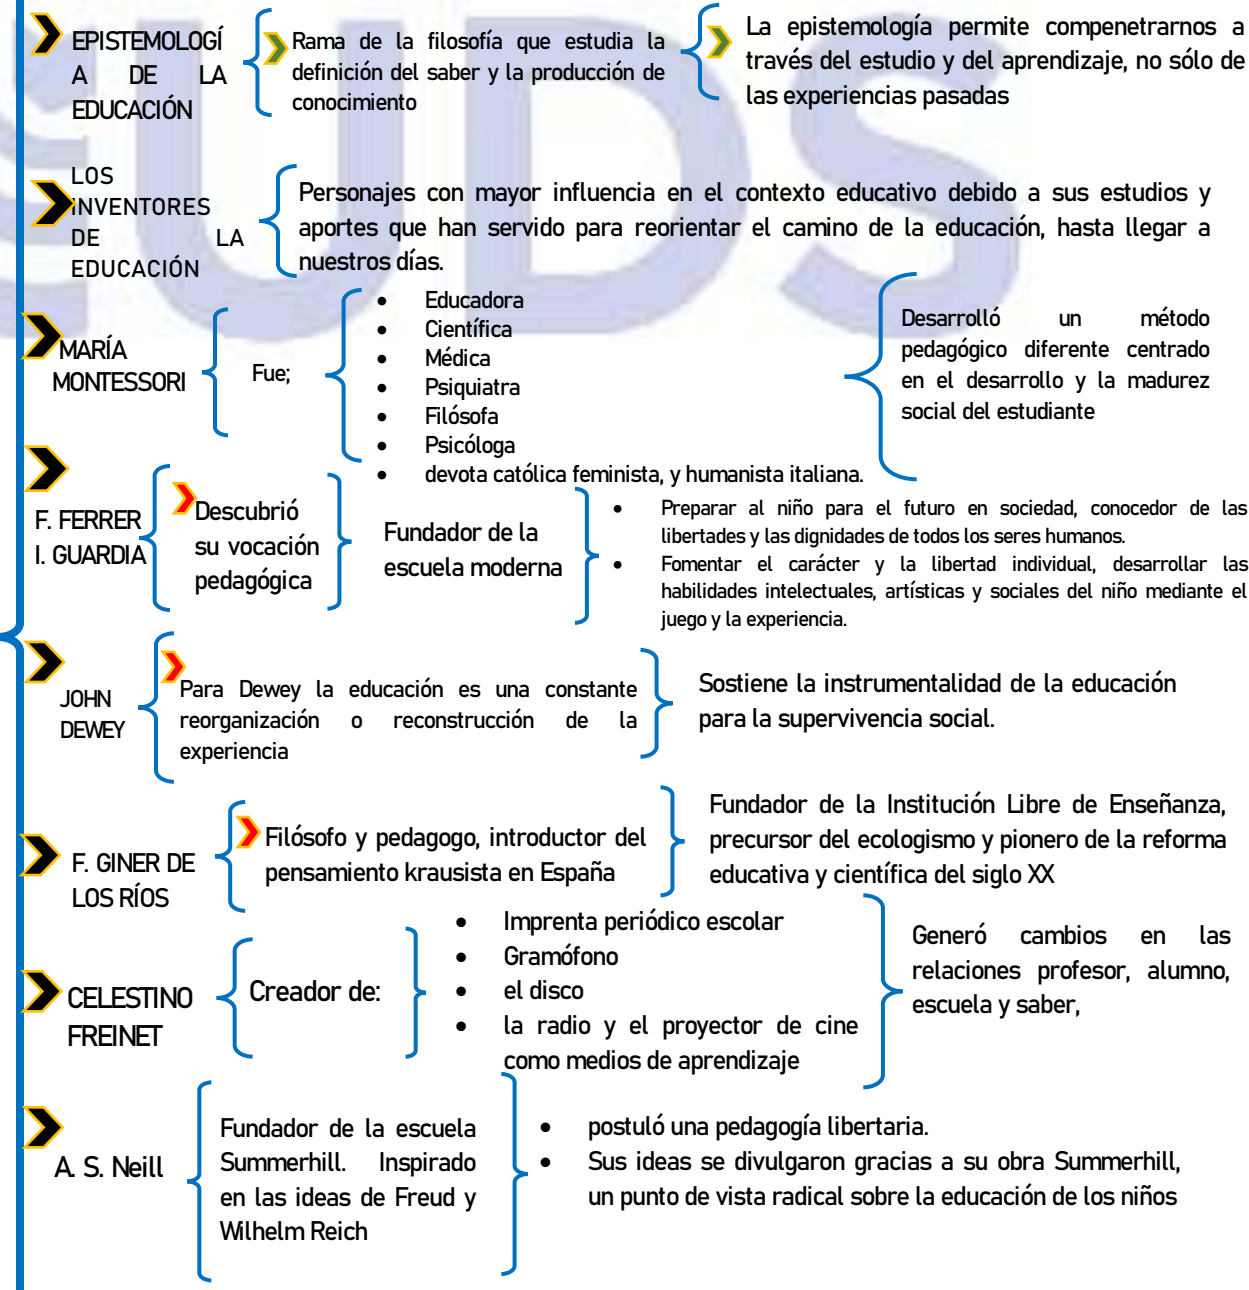 EPISTEMOLOGÍ
A DE LA
EDUCACIÓN
Rama de la filosofía que estudia la
definición del saber y la producción de
conocimiento
La epistemología permite compenetrarnos a
través del estudio y del aprendizaje, no sólo de
las experiencias pasadas
LOS
INVENTORES
DE LA
EDUCACIÓN
Personajes con mayor influencia en el contexto educativo debido a sus estudios y
aportes que han servido para reorientar el camino de la educación, hasta llegar a
nuestros días.
MARÍA
MONTESSORI
Fue;
• Educadora
• Científica
• Médica
• Psiquiatra
• Filósofa
• Psicóloga
• devota católica feminista, y humanista italiana.
Desarrolló un método
pedagógico diferente centrado
en el desarrollo y la madurez
social del estudiante
F. FERRER
I. GUARDIA
Descubrió
su vocación
pedagógica
Fundador de la
escuela moderna
• Preparar al niño para el futuro en sociedad, conocedor de las
libertades y las dignidades de todos los seres humanos.
• Fomentar el carácter y la libertad individual, desarrollar las
habilidades intelectuales, artísticas y sociales del niño mediante el
juego y la experiencia.
JOHN
DEWEY
Para Dewey la educación es una constante
reorganización o reconstrucción de la
experiencia
Sostiene la instrumentalidad de la educación
para la supervivencia social.
F. GINER DE
LOS RÍOS
Filósofo y pedagogo, introductor del
pensamiento krausista en España
Fundador de la Institución Libre de Enseñanza,
precursor del ecologismo y pionero de la reforma
educativa y científica del siglo XX
CELESTINO
FREINET
Creador de:
• Imprenta periódico escolar
• Gramófono
• el disco
• la radio y el proyector de cine
como medios de aprendizaje
Generó cambios en las
relaciones profesor, alumno,
escuela y saber,
A. S. Neill
Fundador de la escuela
Summerhill. Inspirado
en las ideas de Freud y
Wilhelm Reich
• postuló una pedagogía libertaria.
• Sus ideas se divulgaron gracias a su obra Summerhill,
un punto de vista radical sobre la educación de los niños
UDS